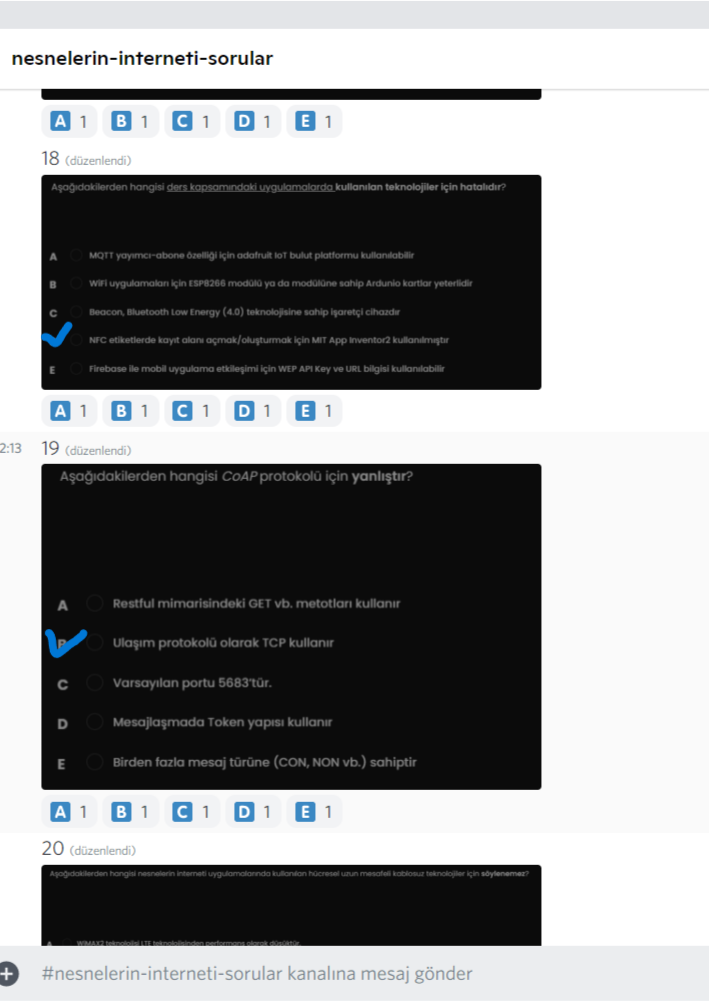 nesnelerin-interneti-sorular
A 1 B 1 C 1 D 1 E 1
18 (düzenlendi)
Aşağıdakilerden hangisi ders kapsamındaki uygulamalarda kullanılan teknolojiler için hatalıdır?
A MQTT yayımcı-abone özelliği için adafruit IoT bulut platformu kullanılabilir
B WiFi uygulamaları için ESP8266 modülü ya da modülüne sahip Ardunio kartlar yeterlidir
C Beacon, Bluetooth Low Energy (4.0) teknolojisine sahip işaretçi cihazdır
NFC etiketlerde kayıt alanı açmak/oluşturmak için MIT App Inventor2 kullanılmıştır
E Firebase ile mobil uygulama etkileşimi için WEP API Key ve URL bilgisi kullanılabilir
A 1 B 1 C 1 D 1 E 1
2:13 19 (düzenlendi)
Aşağıdakilerden hangisi CoAP protokolü için yanlıştır?
A Restful mimarisindeki GET vb. metotları kullanır
B Ulaşım protokolü olarak TCP kullanır
C Varsayılan portu 5683'tür.
D Mesajlaşmada Token yapısı kullanır
E Birden fazla mesaj türüne (CON, NON vb.) sahiptir
A 1 B 1 C 1 D 1 E 1
20 (düzenlendi)
Aşağıdakilerden hangisi nesnelerin interneti uygulamalarında kullanılan hücresel uzun mesafeli kablosuz teknolojiler için söylenemez?
A WiMAX2 teknolojisi LTE teknolojisinden performans olarak düşüktür.
#nesnelerin-interneti-sorular kanalına mesaj gönder